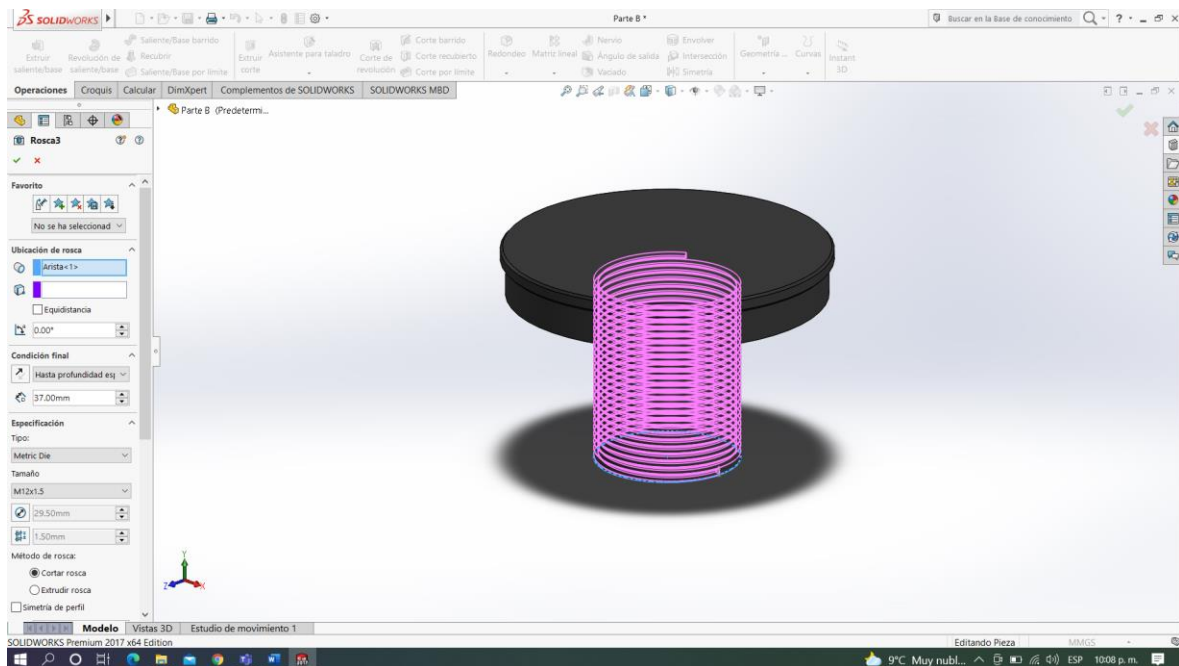 SOLIDWORKS
Parte B *
Buscar en la Base de conocimiento
Extruir saliente/base
Revolución de saliente/base
Saliente/Base barrido
Recubrir
Saliente/Base por límite
Extruir corte
Asistente para taladro
Corte de revolución
Corte barrido
Corte recubierto
Corte por límite
Redondeo
Matriz lineal
Nervio
Ángulo de salida
Vaciado
Envolver
Intersección
Simetría
Geometría ...
Curvas
Instant 3D
Operaciones Croquis Calcular DimXpert Complementos de SOLIDWORKS SOLIDWORKS MBD
Parte B (Predetermi...
Rosca3
Favorito
No se ha seleccionad
Ubicación de rosca
Arista<1>
Equidistancia
0.00°
Condición final
Hasta profundidad esp
37.00mm
Especificación
Tipo:
Metric Die
Tamaño
M12x1.5
29.50mm
1.50mm
Método de rosca:
Cortar rosca
Extrudir rosca
Simetría de perfil
Y
Z
X
Modelo Vistas 3D Estudio de movimiento 1
SOLIDWORKS Premium 2017 x64 Edition
Editando Pieza MMGS
9°C Muy nubl... ESP 10:08 p. m.